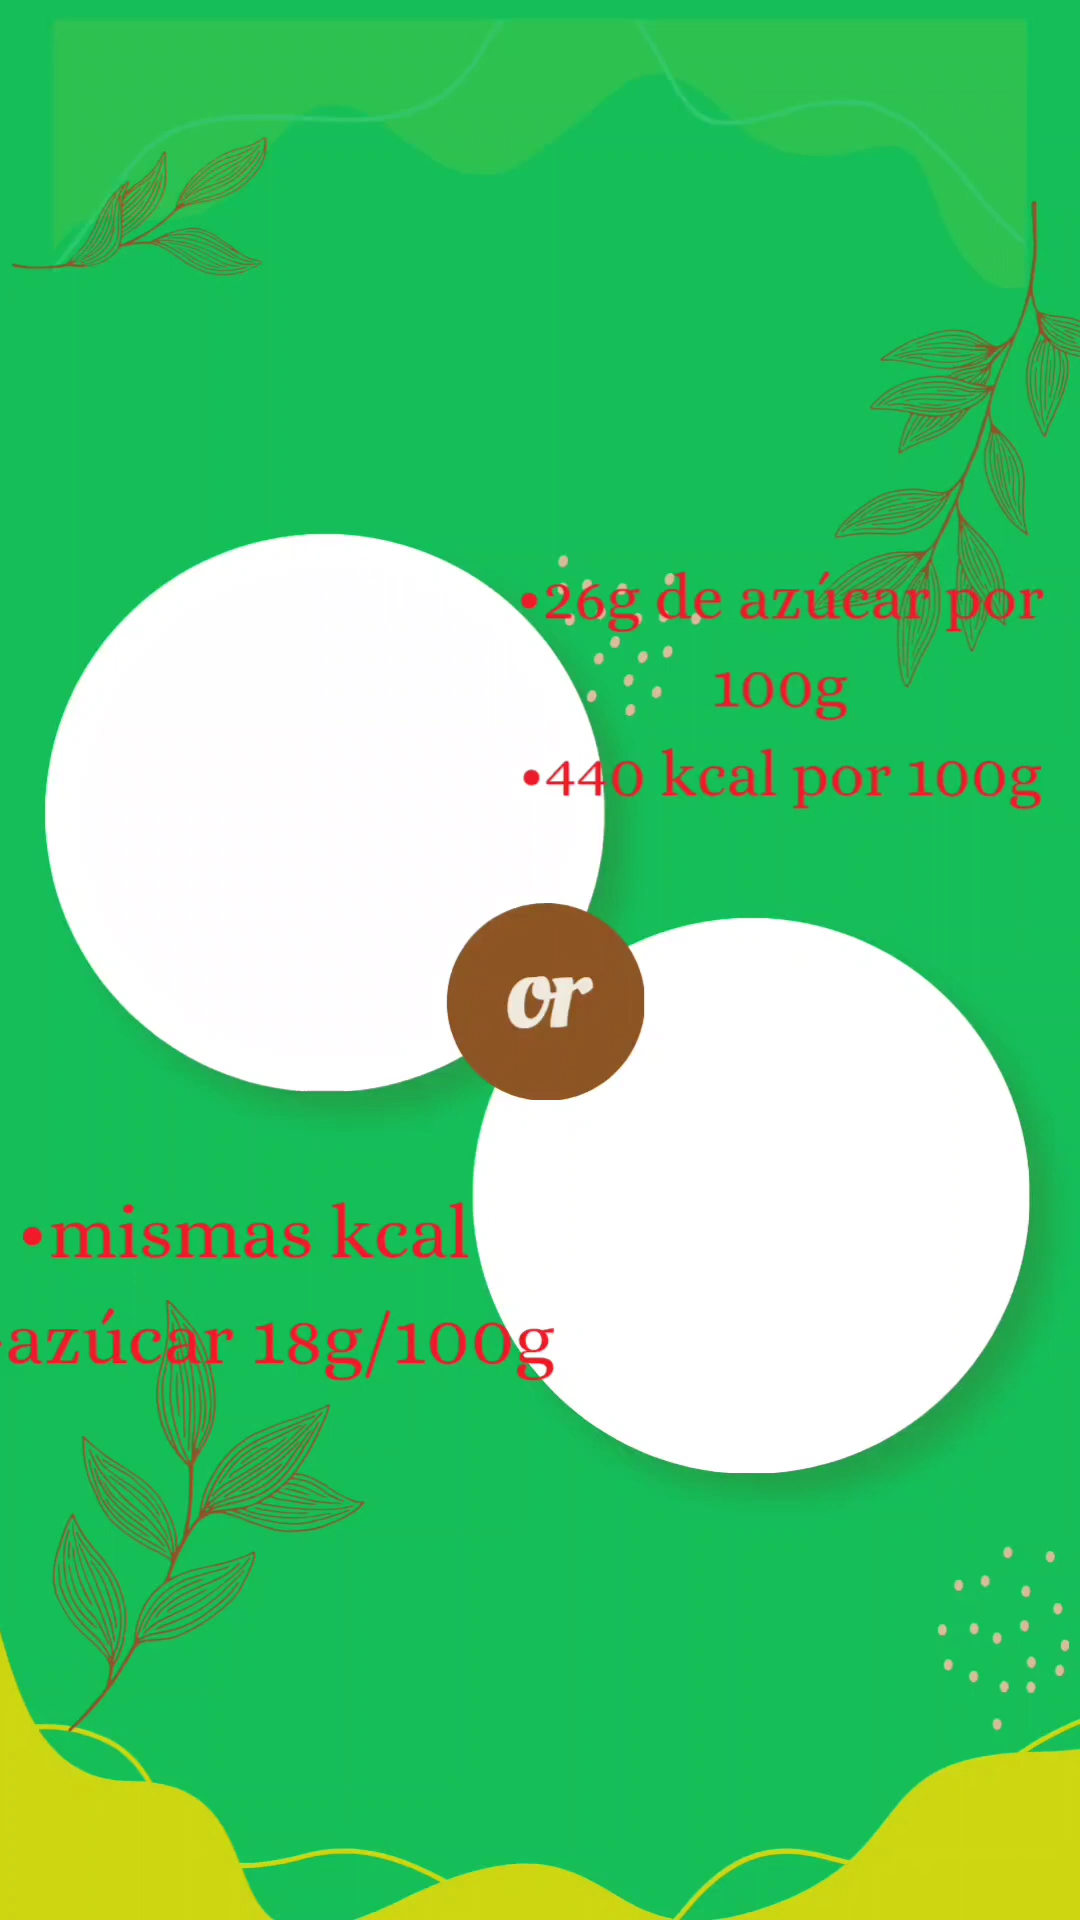 •26g de azúcar por
100g
•440 kcal por 100g
or
•mismas kcal
•azúcar 18g/100g